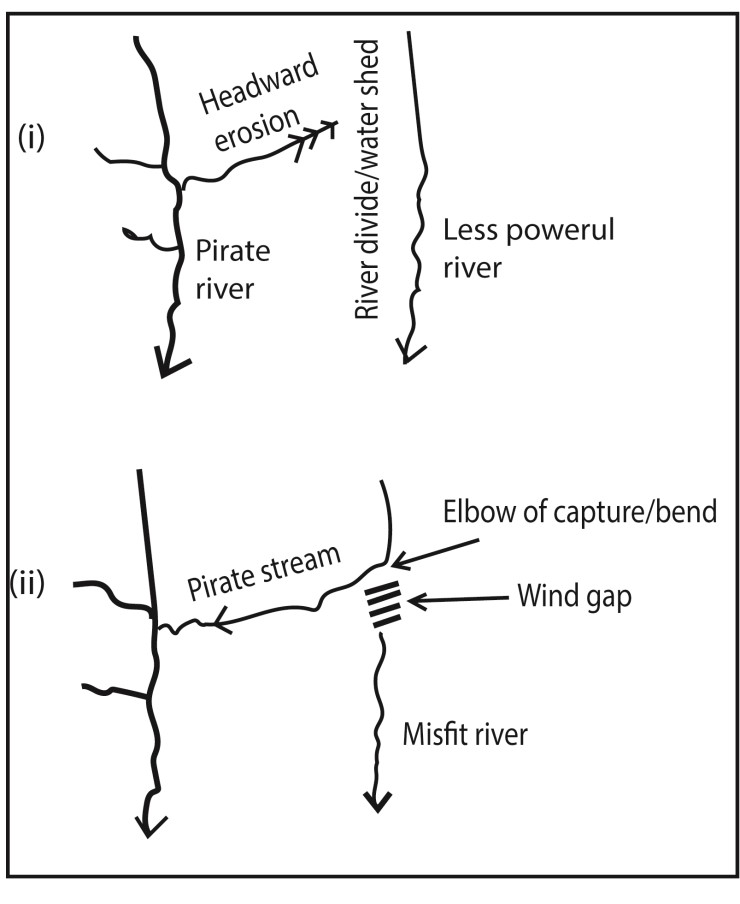 (i)
Headward
erosion
River divide/water shed
Pirate
river
Less powerul
river
(ii)
Elbow of capture/bend
Pirate stream
Wind gap
Misfit river